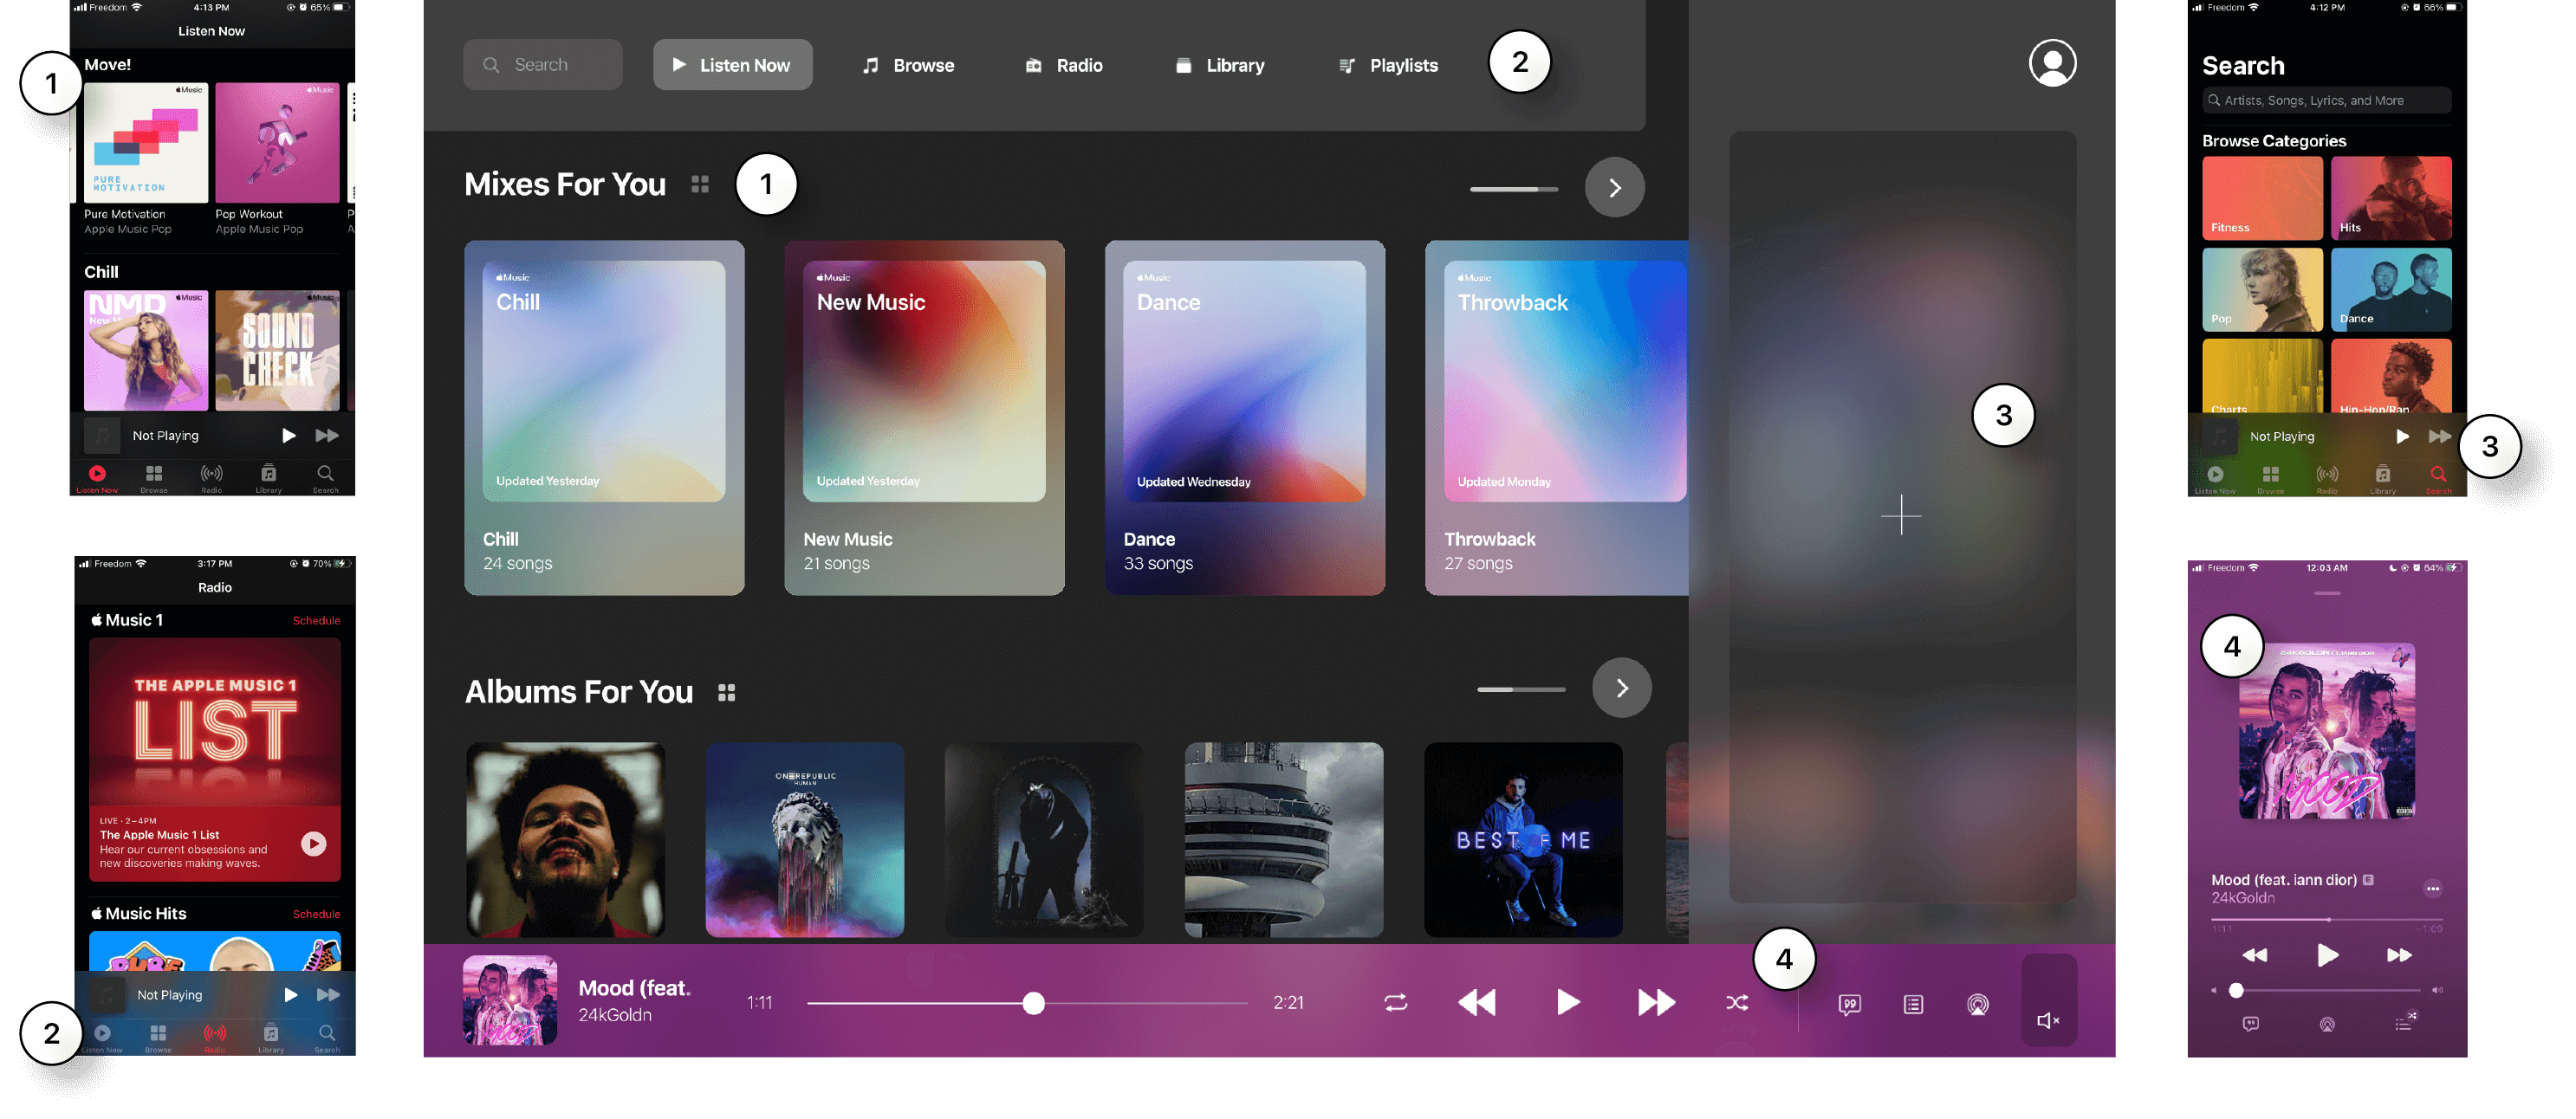 Freedom
4:13 PM
65%
Listen Now
Move!
1
Music
Music
PURE
MOTIVATION
Pure Motivation
Apple Music Pop
Pop Workout
Apple Music Pop
Chill
NMD
Music
Music
SOUND
CHECK
Not Playing
Listen Now
Browse
Radio
Library
Search
Freedom
3:17 PM
70%
Radio
Music 1
Schedule
THE APPLE MUSIC 1
LIST
LIVE · 2–4PM
The Apple Music 1 List
Hear our current obsessions and
new discoveries making waves.
Music Hits
Schedule
Not Playing
2
Listen Now
Browse
Radio
Library
Search
Search
Listen Now
Browse
Radio
Library
Playlists
2
Mixes For You
1
Music
Chill
Updated Yesterday
Chill
24 songs
Music
New Music
Updated Yesterday
New Music
21 songs
Music
Dance
Updated Wednesday
Dance
33 songs
Music
Throwback
Updated Monday
Throwback
27 songs
3
Albums For You
ONEREPUBLIC
HUMAN
BEST OF ME
4
Mood (feat.
24kGoldn
1:11
2:21
Freedom
4:12 PM
66%
Search
Artists, Songs, Lyrics, and More
Browse Categories
Fitness
Hits
Pop
Dance
Charts
Hip-Hop/Rap
Not Playing
3
Listen Now
Browse
Radio
Library
Search
Freedom
12:03 AM
64%
4
24KGOLDN FT. IANN DIOR
MOOD
Mood (feat. iann dior) E
24kGoldn
1:11
-1:09